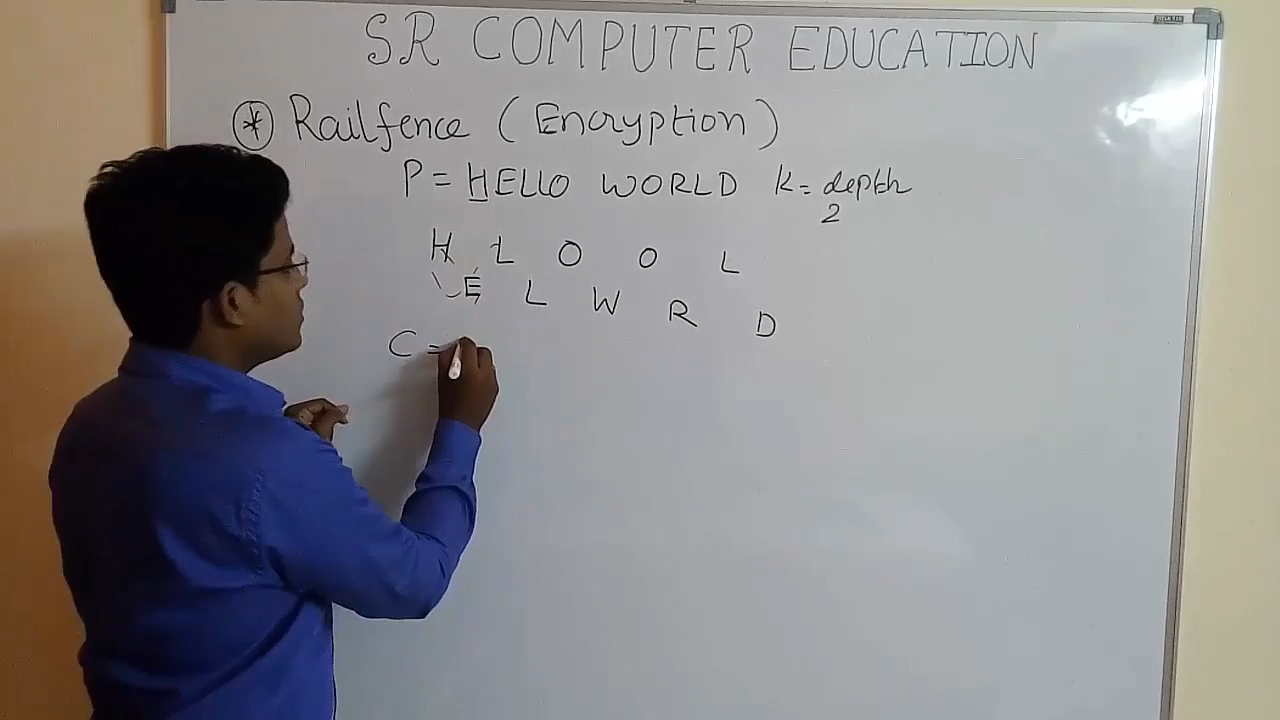 SR COMPUTER EDUCATION
* Railfence (Encryption)
P = HELLO WORLD K = depth
2
H L O O L
E L W R D
C =